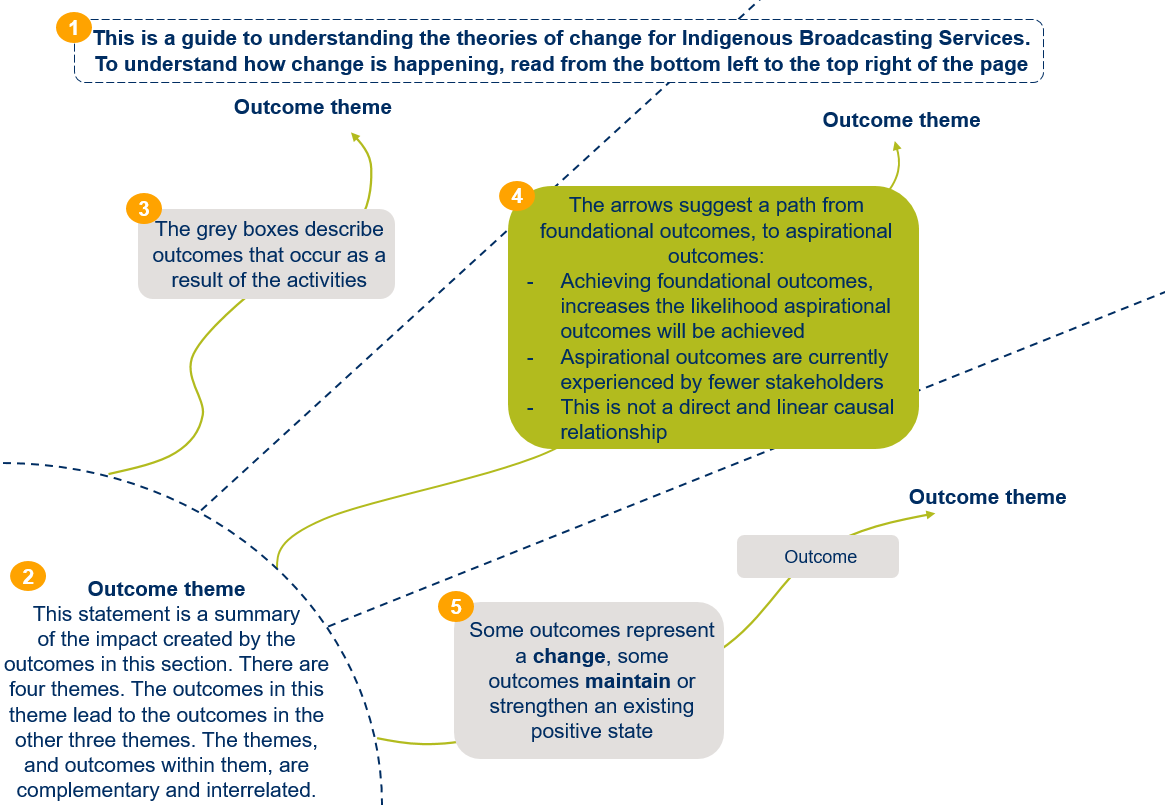 1
This is a guide to understanding the theories of change for Indigenous Broadcasting Services.
To understand how change is happening, read from the bottom left to the top right of the page
Outcome theme
Outcome theme
3
The grey boxes describe
outcomes that occur as a
result of the activities
4
The arrows suggest a path from
foundational outcomes, to aspirational
outcomes:
- Achieving foundational outcomes,
increases the likelihood aspirational
outcomes will be achieved
- Aspirational outcomes are currently
experienced by fewer stakeholders
- This is not a direct and linear causal
relationship
Outcome theme
Outcome
2
Outcome theme
This statement is a summary
of the impact created by the
outcomes in this section. There are
four themes. The outcomes in this
theme lead to the outcomes in the
other three themes. The themes,
and outcomes within them, are
complementary and interrelated.
5
Some outcomes represent
a change, some
outcomes maintain or
strengthen an existing
positive state